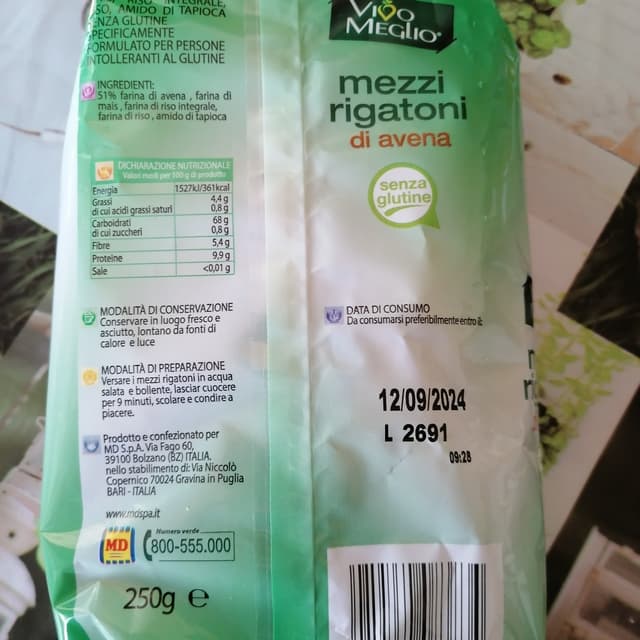 RISO INTEGRALE,
SO, AMIDO DI TAPIOCA
ENZA GLUTINE
PECIFICAMENTE
FORMULATO PER PERSONE
INTOLLERANTI AL GLUTINE
INGREDIENTI:
51% farina di avena, farina di
mais, farina di riso integrale,
farina di riso, amido di tapioca
DICHIARAZIONE NUTRIZIONALE
Valori medi per 100 g di prodotto
Energia 1527kJ/361kcal
Grassi 4,4 g
di cui acidi grassi saturi 0,8 g
Carboidrati 68 g
di cui zuccheri 0,8 g
Fibre 5,4 g
Proteine 9,9 g
Sale <0,01 g
MODALITÀ DI CONSERVAZIONE
Conservare in luogo fresco e
asciutto, lontano da fonti di
calore e luce
MODALITÀ DI PREPARAZIONE
Versare i mezzi rigatoni in acqua
salata e bollente, lasciar cuocere
per 9 minuti, scolare e condire a
piacere.
Prodotto e confezionato per
MD S.p.A. Via Fago 60,
39100 Bolzano (BZ) ITALIA,
nello stabilimento di: Via Niccolò
Copernico 70024 Gravina in Puglia
BARI - ITALIA
www.mdspa.it
MD
Numero verde
800-555.000
250g e
VIVO
MEGLIO®
mezzi
rigatoni
di avena
senza
glutine
DATA DI CONSUMO
Da consumarsi preferibilmente entro il:
12/09/2024
L 2691
09:28